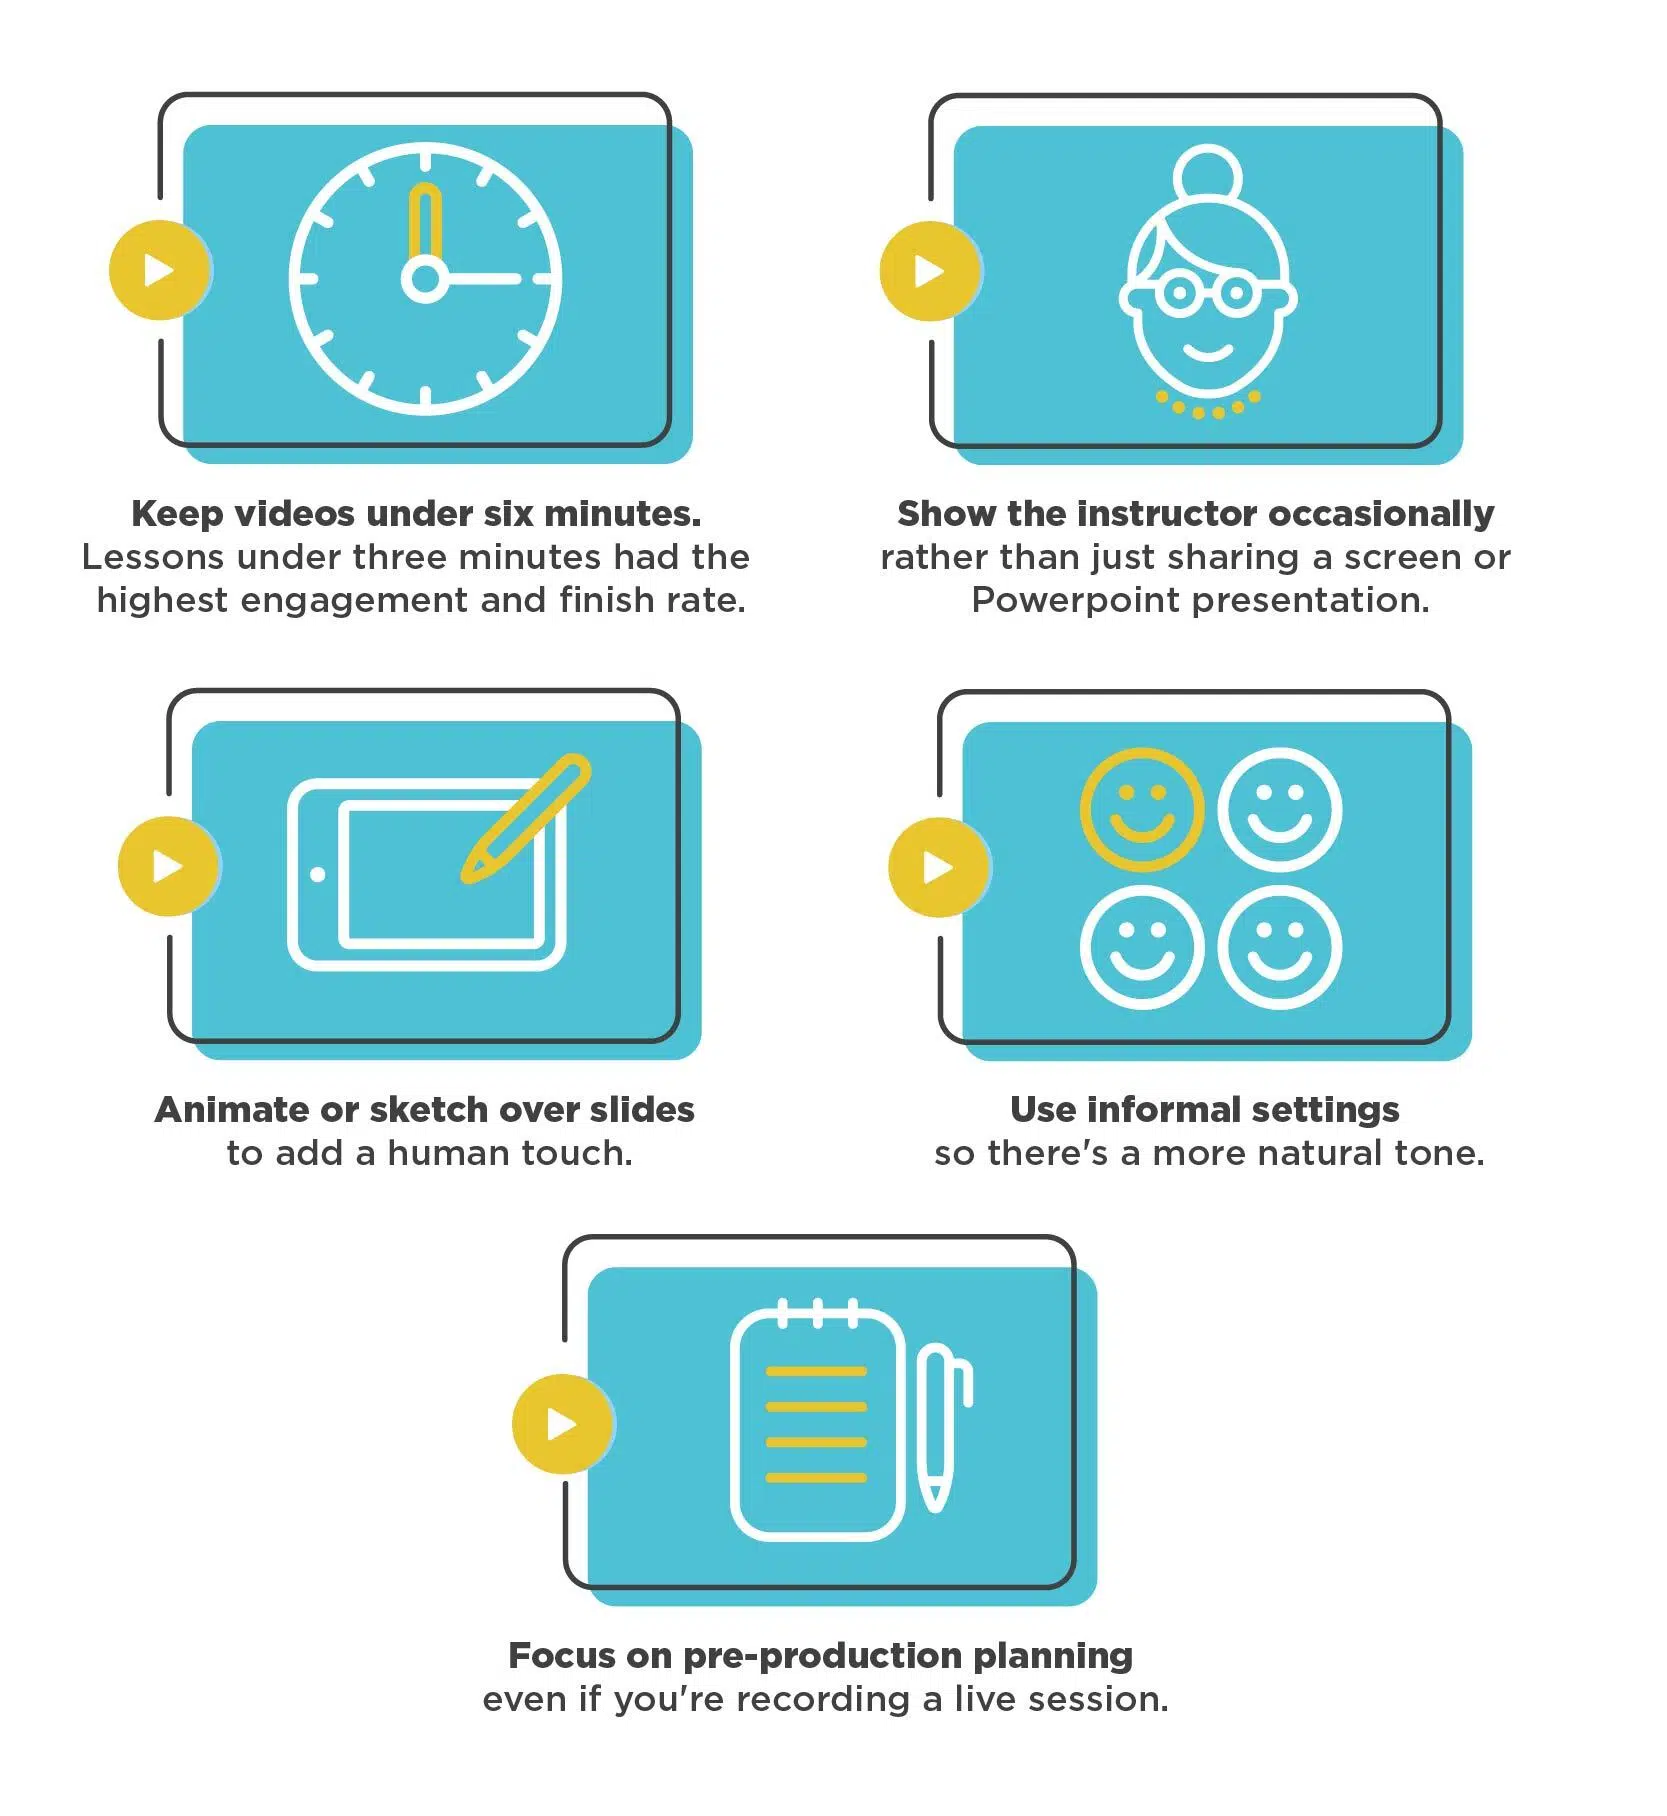 Keep videos under six minutes.
Lessons under three minutes had the
highest engagement and finish rate.
Show the instructor occasionally
rather than just sharing a screen or
Powerpoint presentation.
Animate or sketch over slides
to add a human touch.
Use informal settings
so there's a more natural tone.
Focus on pre-production planning
even if you're recording a live session.